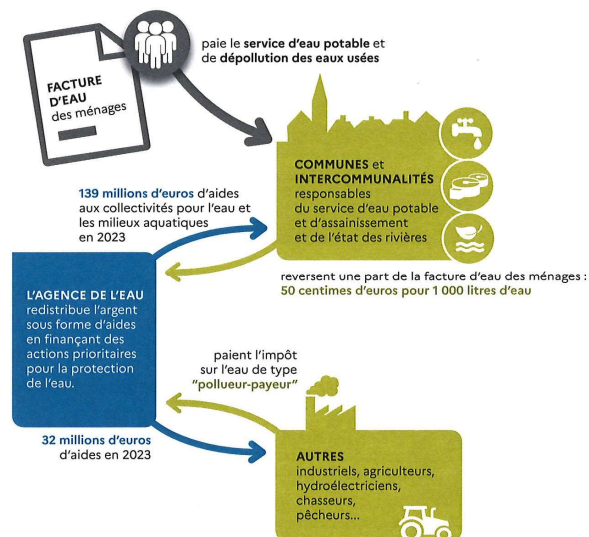 paie le service d'eau potable et
de dépollution des eaux usées
FACTURE
D'EAU
des ménages
COMMUNES et
INTERCOMMUNALITÉS
responsables
du service d'eau potable
et d'assainissement
et de l'état des rivières
139 millions d'euros d'aides
aux collectivités pour l'eau et
les milieux aquatiques
en 2023
reversent une part de la facture d'eau des ménages :
50 centimes d'euros pour 1 000 litres d'eau
L'AGENCE DE L'EAU
redistribue l'argent
sous forme d'aides
en finançant des
actions prioritaires
pour la protection
de l'eau.
paient l'impôt
sur l'eau de type
"pollueur-payeur"
32 millions d'euros
d'aides en 2023
AUTRES
industriels, agriculteurs,
hydroélectriciens,
chasseurs,
pêcheurs...